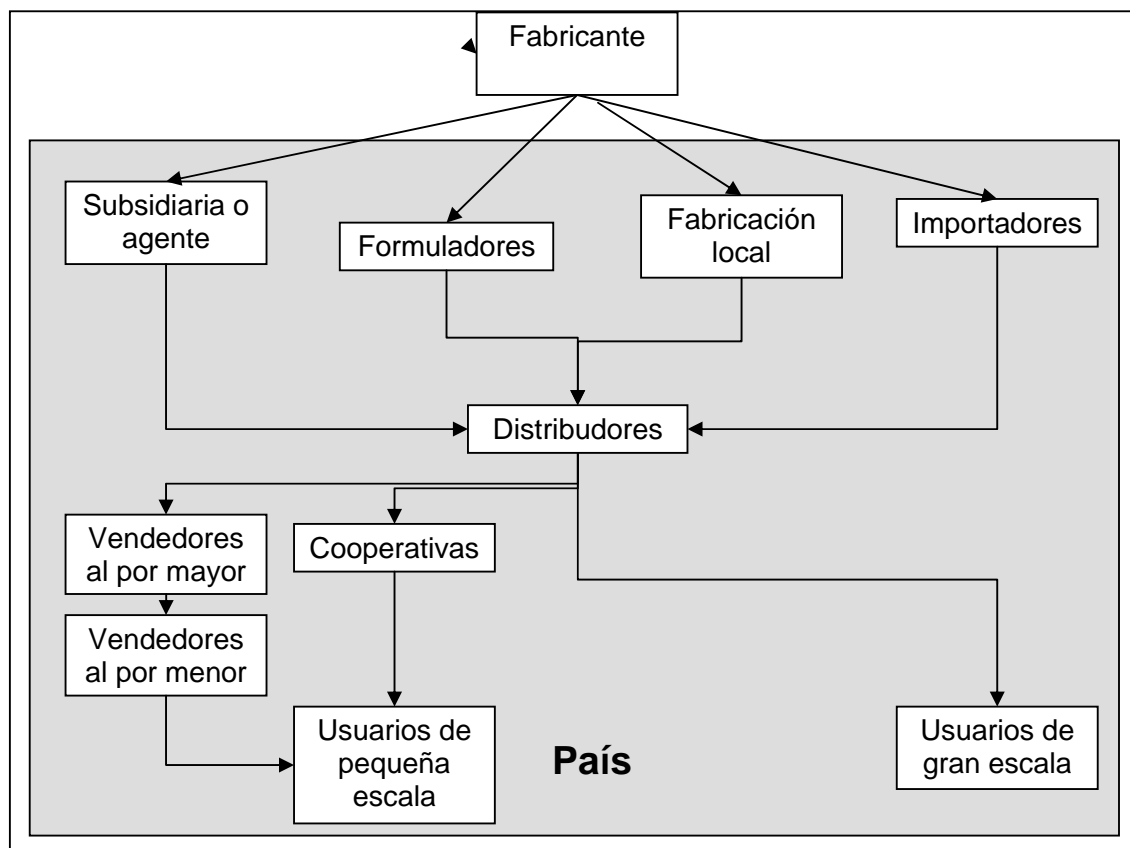 Fabricante
Subsidiaria o
agente
Formuladores
Fabricación
local
Importadores
Distribudores
Vendedores
al por mayor
Cooperativas
Vendedores
al por menor
Usuarios de
pequeña
escala
País
Usuarios de
gran escala